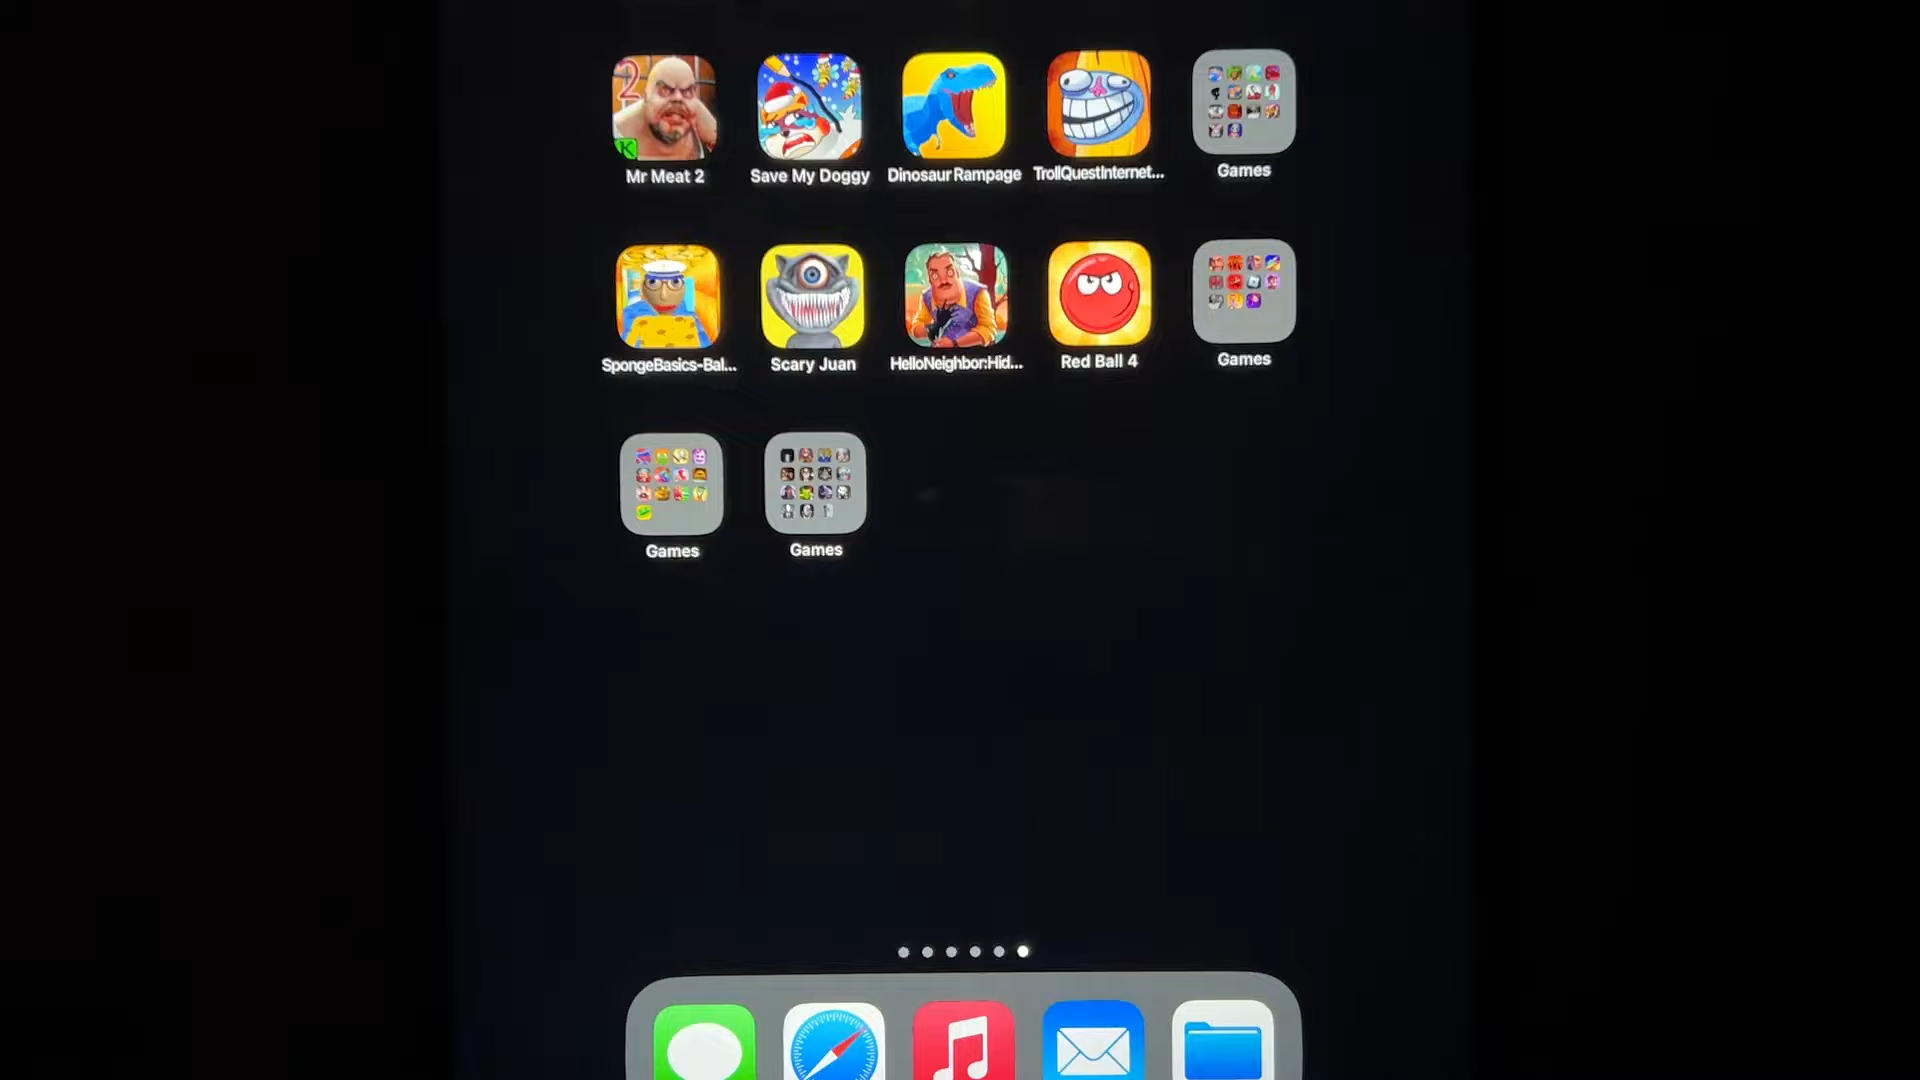 2
K
Mr Meat 2
Save My Doggy
Dinosaur Rampage
TrollQuestInternet...
Games
SpongeBasics-Bal...
Scary Juan
HelloNeighbor:Hid...
Red Ball 4
Games
Games
Games